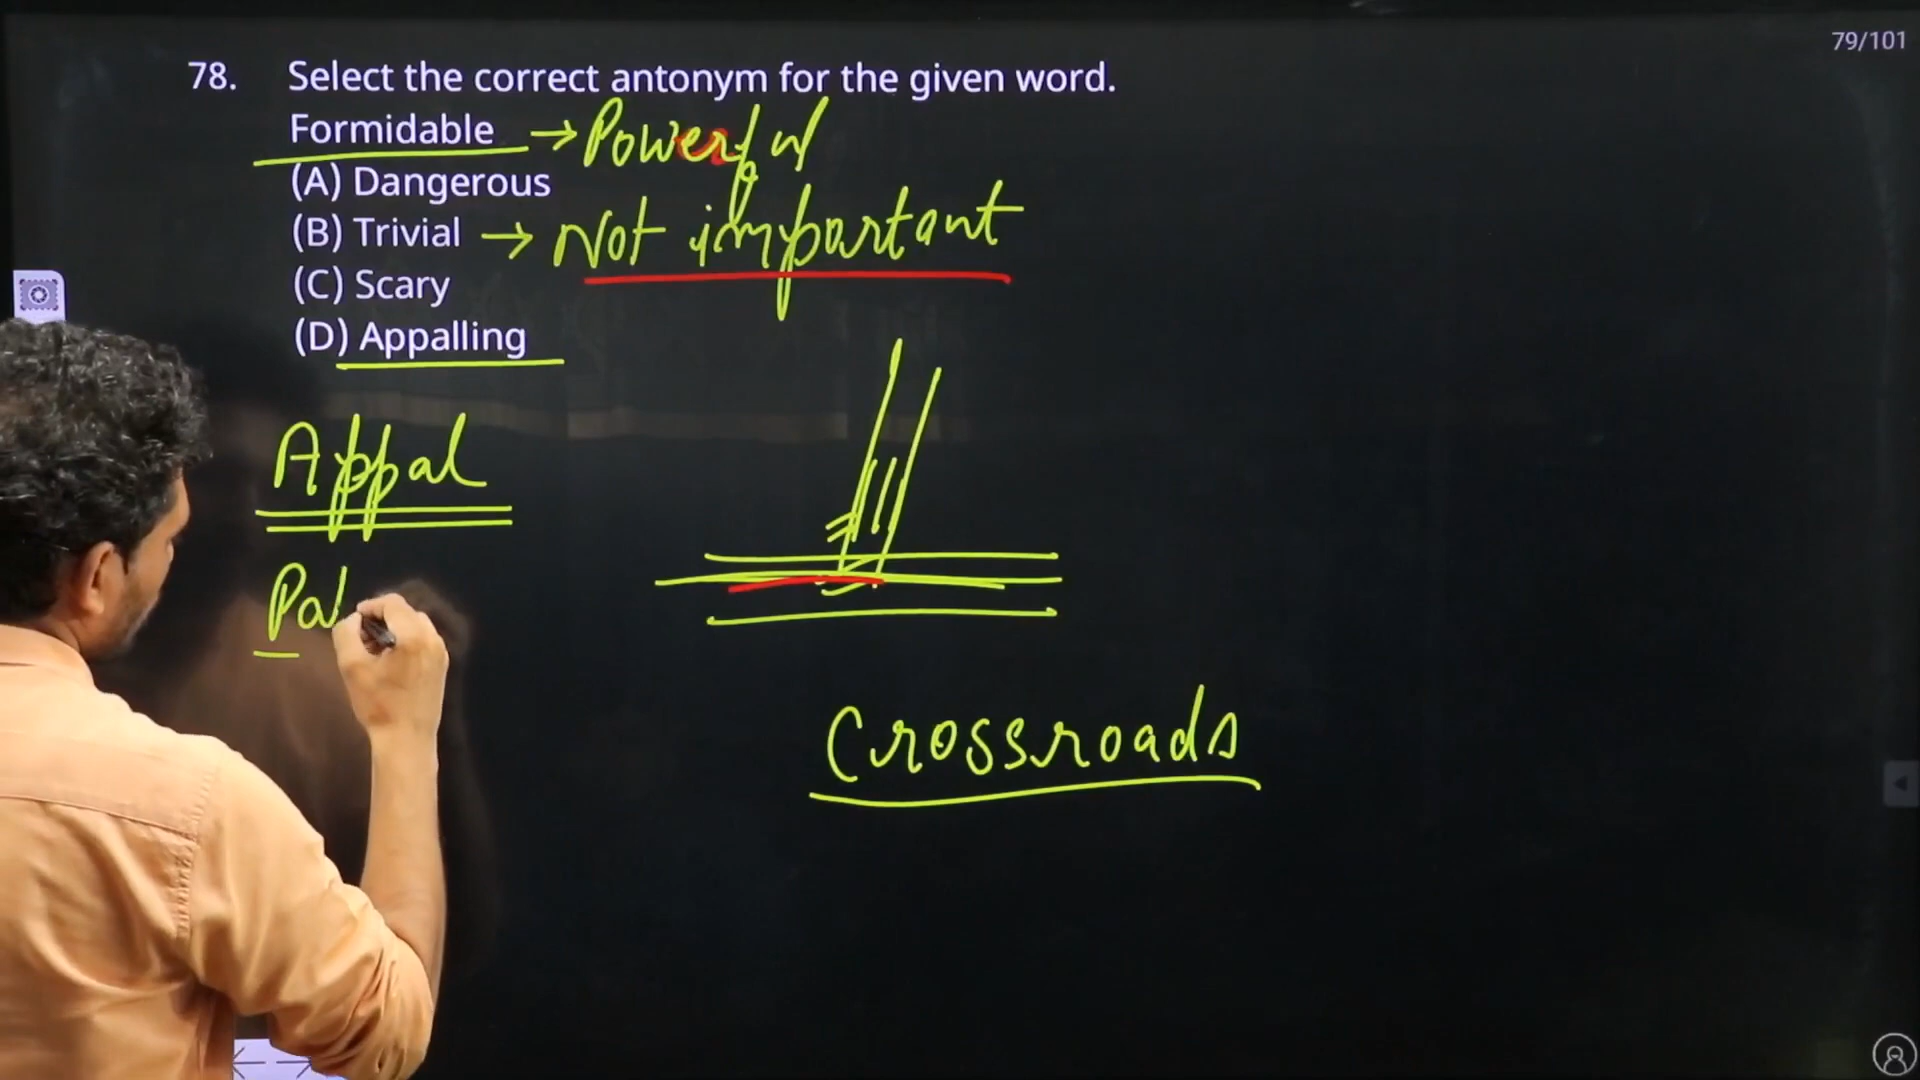 79/101
78. Select the correct antonym for the given word.
Formidable → Powerful
(A) Dangerous
(B) Trivial → Not important
(C) Scary
(D) Appalling
Appal
Pal
Crossroads